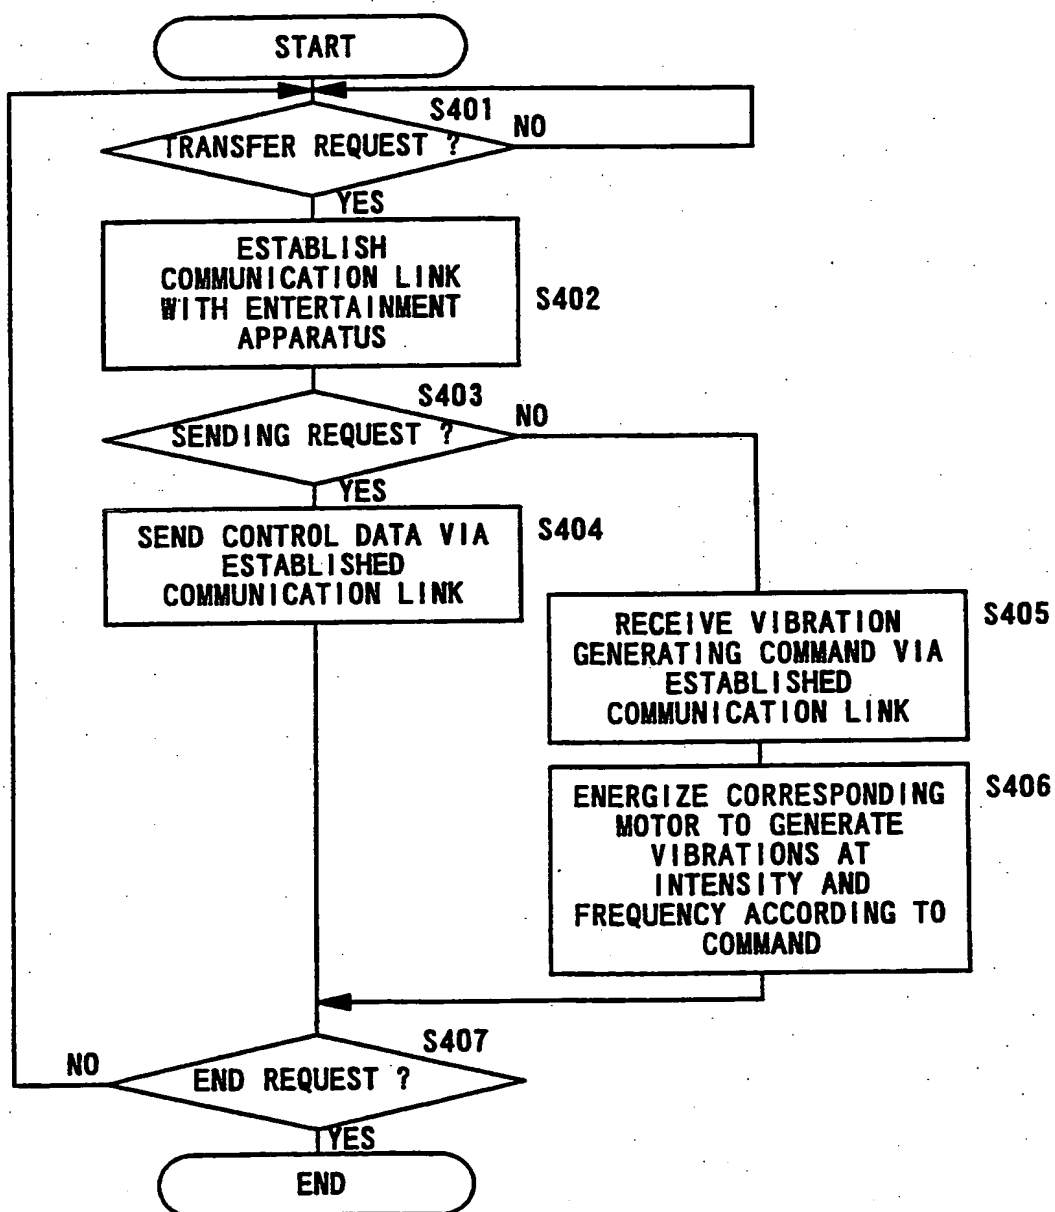 START
S401
TRANSFER REQUEST ?
NO
YES
ESTABLISH
COMMUNICATION LINK
WITH ENTERTAINMENT
APPARATUS
S402
S403
SENDING REQUEST ?
NO
YES
SEND CONTROL DATA VIA
ESTABLISHED
COMMUNICATION LINK
S404
RECEIVE VIBRATION
GENERATING COMMAND VIA
ESTABLISHED
COMMUNICATION LINK
S405
ENERGIZE CORRESPONDING
MOTOR TO GENERATE
VIBRATIONS AT
INTENSITY AND
FREQUENCY ACCORDING TO
COMMAND
S406
S407
NO
END REQUEST ?
YES
END